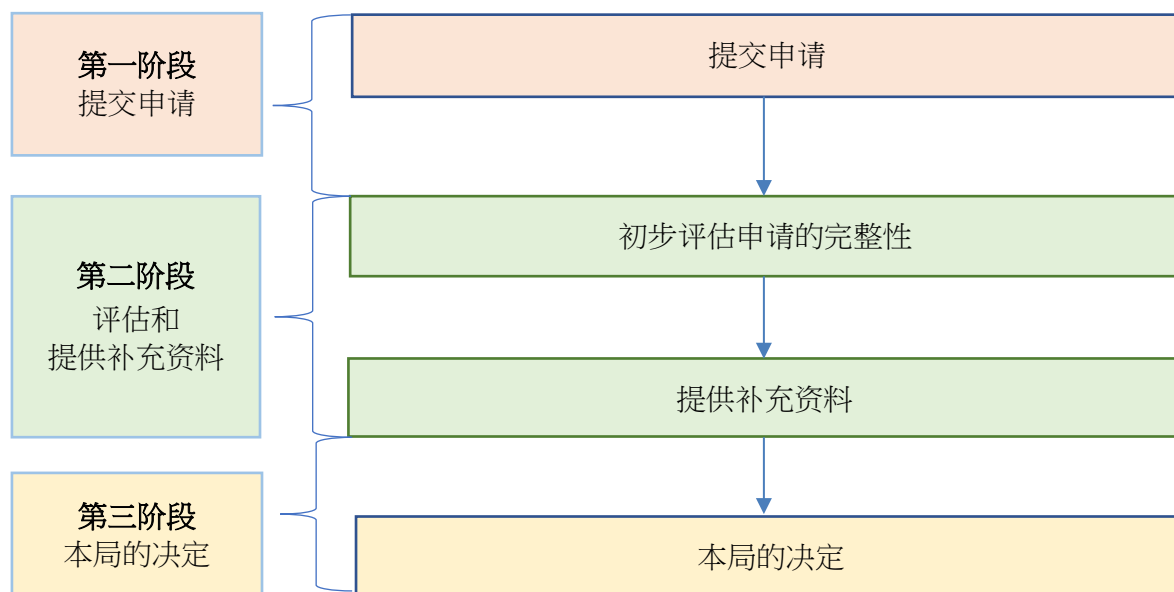 第一阶段
提交申请
提交申请
初步评估申请的完整性
第二阶段
评估和
提供补充资料
提供补充资料
第三阶段
本局的决定
本局的决定